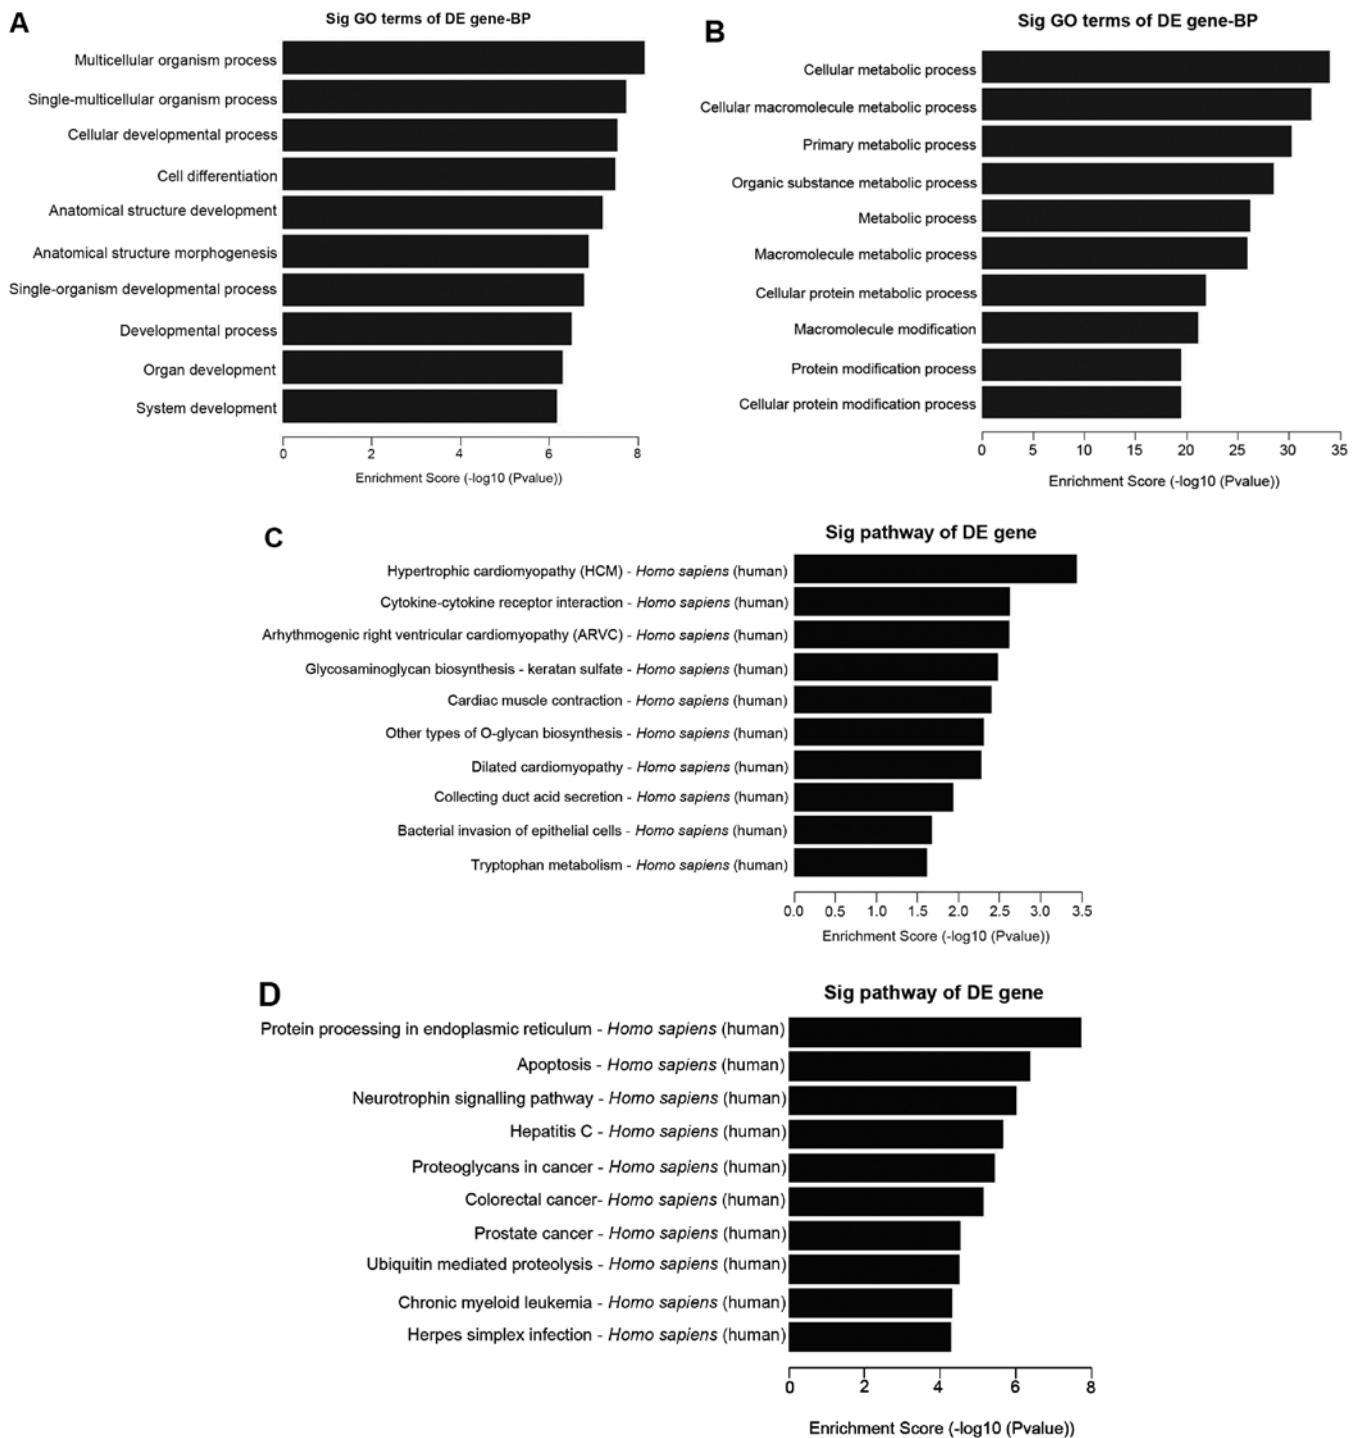 A
Sig GO terms of DE gene-BP
Multicellular organism process
Single-multicellular organism process
Cellular developmental process
Cell differentiation
Anatomical structure development
Anatomical structure morphogenesis
Single-organism developmental process
Developmental process
Organ development
System development
0 2 4 6 8
Enrichment Score (-log10 (Pvalue))
B
Sig GO terms of DE gene-BP
Cellular metabolic process
Cellular macromolecule metabolic process
Primary metabolic process
Organic substance metabolic process
Metabolic process
Macromolecule metabolic process
Cellular protein metabolic process
Macromolecule modification
Protein modification process
Cellular protein modification process
0 5 10 15 20 25 30 35
Enrichment Score (-log10 (Pvalue))
C
Sig pathway of DE gene
Hypertrophic cardiomyopathy (HCM) - Homo sapiens (human)
Cytokine-cytokine receptor interaction - Homo sapiens (human)
Arhythmogenic right ventricular cardiomyopathy (ARVC) - Homo sapiens (human)
Glycosaminoglycan biosynthesis - keratan sulfate - Homo sapiens (human)
Cardiac muscle contraction - Homo sapiens (human)
Other types of O-glycan biosynthesis - Homo sapiens (human)
Dilated cardiomyopathy - Homo sapiens (human)
Collecting duct acid secretion - Homo sapiens (human)
Bacterial invasion of epithelial cells - Homo sapiens (human)
Tryptophan metabolism - Homo sapiens (human)
0.0 0.5 1.0 1.5 2.0 2.5 3.0 3.5
Enrichment Score (-log10 (Pvalue))
D
Sig pathway of DE gene
Protein processing in endoplasmic reticulum - Homo sapiens (human)
Apoptosis - Homo sapiens (human)
Neurotrophin signalling pathway - Homo sapiens (human)
Hepatitis C - Homo sapiens (human)
Proteoglycans in cancer - Homo sapiens (human)
Colorectal cancer- Homo sapiens (human)
Prostate cancer - Homo sapiens (human)
Ubiquitin mediated proteolysis - Homo sapiens (human)
Chronic myeloid leukemia - Homo sapiens (human)
Herpes simplex infection - Homo sapiens (human)
0 2 4 6 8
Enrichment Score (-log10 (Pvalue))